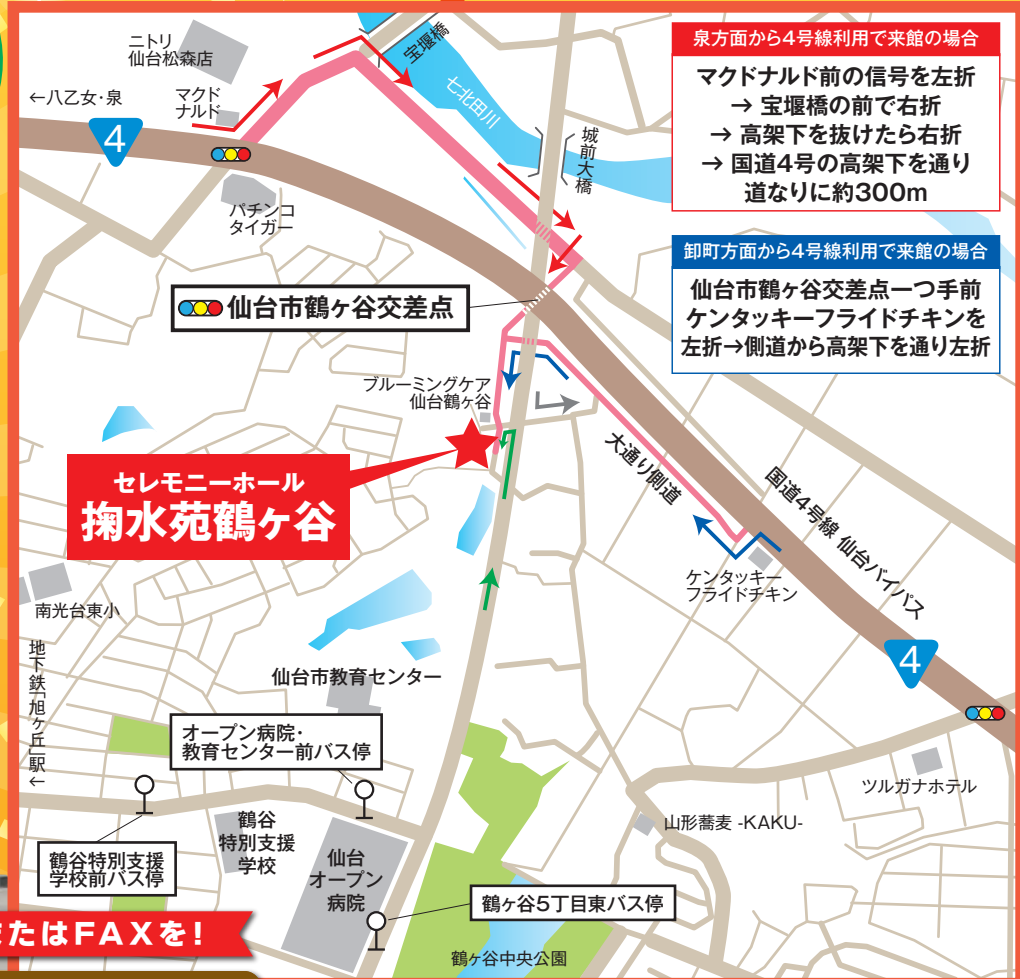 ニトリ
仙台松森店
←八乙女・泉
マクド
ナルド
4
宝堰橋
七北田川
城前大橋
パチンコ
タイガー
泉方面から4号線利用で来館の場合
マクドナルド前の信号を左折
→ 宝堰橋の前で右折
→ 高架下を抜けたら右折
→ 国道4号の高架下を通り
道なりに約300m
卸町方面から4号線利用で来館の場合
仙台市鶴ヶ谷交差点一つ手前
ケンタッキーフライドチキンを
左折→側道から高架下を通り左折
仙台市鶴ヶ谷交差点
ブルーミングケア
仙台鶴ヶ谷
セレモニーホール
掬水苑鶴ヶ谷
大通り側道
国道4号線 仙台バイパス
ケンタッキー
フライドチキン
4
南光台東小
地下鉄「旭ヶ丘」駅←
仙台市教育センター
オープン病院・
教育センター前バス停
ツルガナホテル
山形蕎麦 -KAKU-
鶴谷
特別支援
学校
鶴谷特別支援
学校前バス停
仙台
オープン
病院
鶴ヶ谷5丁目東バス停
鶴ヶ谷中央公園
またはFAXを!